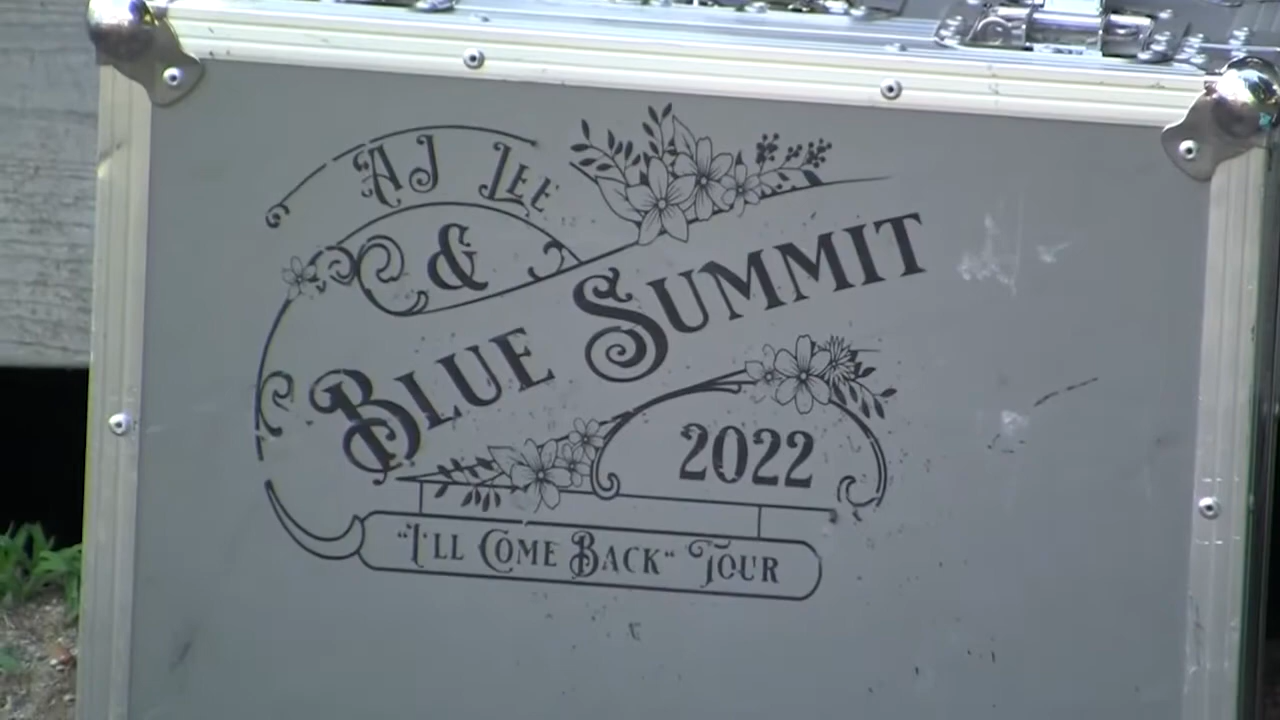 AJ LEE
&
BLUE SUMMIT
2022
"I'LL COME BACK" TOUR